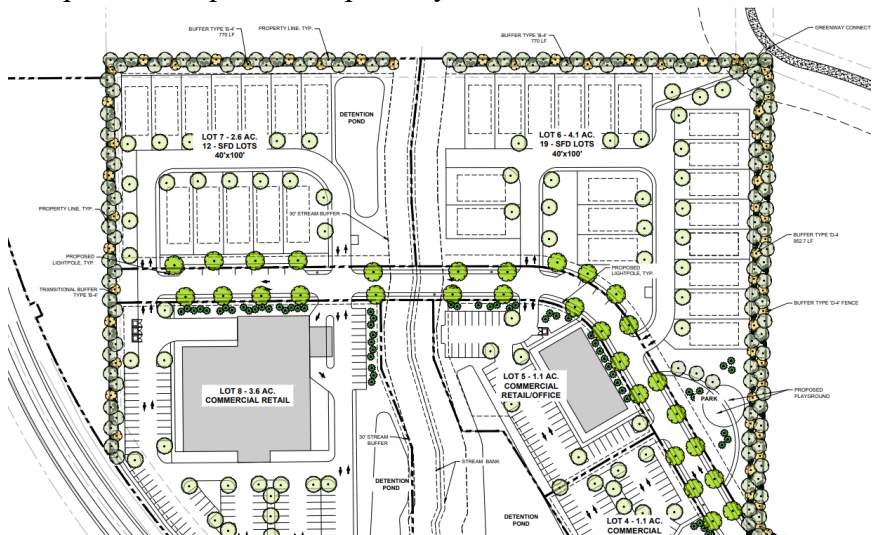 BUFFER TYPE 'B-4'
770 LF
PROPERTY LINE, TYP.
BUFFER TYPE 'B-4'
770 LF
GREENWAY CONNECT
DETENTION
POND
LOT 7 - 2.6 AC.
12 - SFD LOTS
40'x100'
LOT 6 - 4.1 AC.
19 - SFD LOTS
40'x100'
PROPERTY LINE, TYP.
30' STREAM BUFFER
BUFFER TYPE 'D-4
952.7 LF
PROPOSED
LIGHTPOLE, TYP.
PROPOSED
LIGHTPOLE, TYP.
TRANSITIONAL BUFFER
TYPE 'B-4'
BUFFER TYPE 'D-4' FENCE
LOT 8 - 3.6 AC.
COMMERCIAL RETAIL
LOT 5 - 1.1 AC.
COMMERCIAL
RETAIL/OFFICE
PARK
PROPOSED
PLAYGROUND
30' STREAM
BUFFER
STREAM BANK
DETENTION
POND
DETENTION
POND
LOT 4 - 1.1 AC.
COMMERCIAL